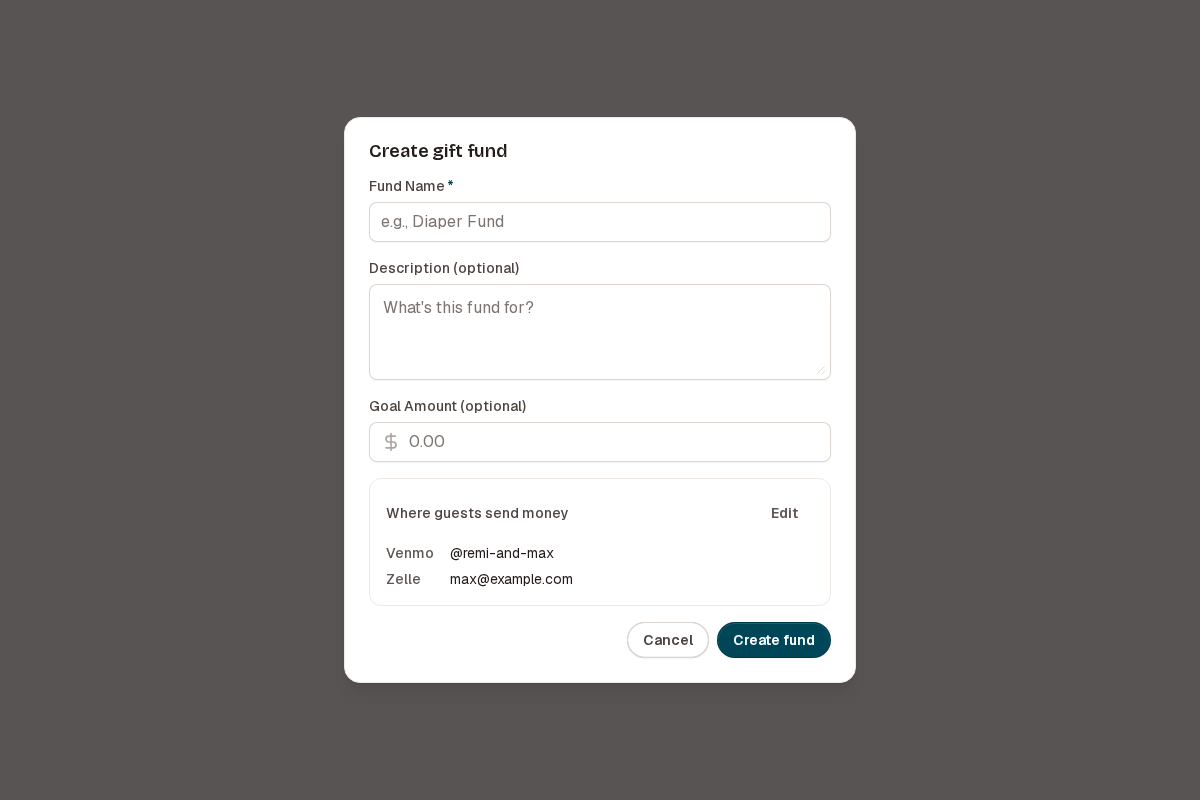 Create gift fund
Fund Name *
e.g., Diaper Fund
Description (optional)
What's this fund for?
Goal Amount (optional)
$ 0.00
Where guests send money Edit
Venmo @remi-and-max
Zelle max@example.com
Cancel Create fund